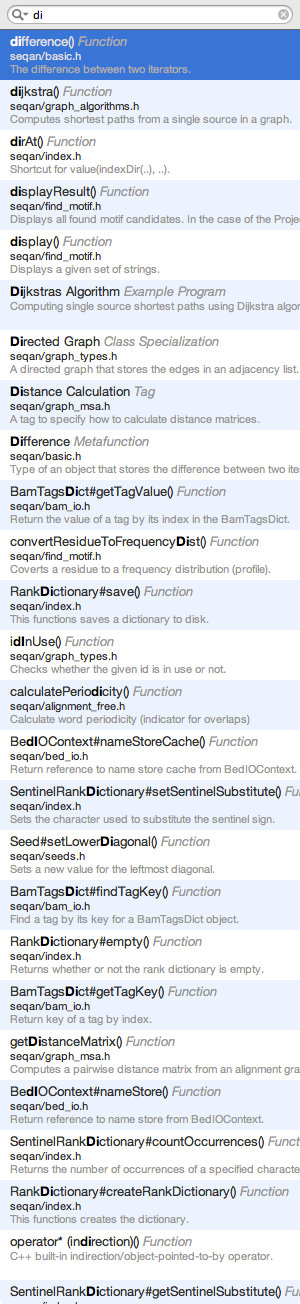 di
difference() Function
seqan/basic.h
The difference between two iterators.
dijkstra() Function
seqan/graph_algorithms.h
Computes shortest paths from a single source in a graph.
dirAt() Function
seqan/index.h
Shortcut for value(indexDir(..), ..).
displayResult() Function
seqan/find_motif.h
Displays all found motif candidates. In the case of the Proje
display() Function
seqan/find_motif.h
Displays a given set of strings.
Dijkstras Algorithm Example Program
Computing single source shortest paths using Dijkstra algor
Directed Graph Class Specialization
seqan/graph_types.h
A directed graph that stores the edges in an adjacency list.
Distance Calculation Tag
seqan/graph_msa.h
A tag to specify how to calculate distance matrices.
Difference Metafunction
seqan/basic.h
Type of an object that stores the difference between two ite
BamTagsDict#getTagValue() Function
seqan/bam_io.h
Return the value of a tag by its index in the BamTagsDict.
convertResidueToFrequencyDist() Function
seqan/find_motif.h
Coverts a residue to a frequency distribution (profile).
RankDictionary#save() Function
seqan/index.h
This functions saves a dictionary to disk.
idInUse() Function
seqan/graph_types.h
Checks whether the given id is in use or not.
calculatePeriodicity() Function
seqan/alignment_free.h
Calculate word periodicity (indicator for overlaps)
BedIOContext#nameStoreCache() Function
seqan/bed_io.h
Return reference to name store cache from BedIOContext.
SentinelRankDictionary#setSentinelSubstitute() Fu
seqan/index.h
Sets the character used to substitute the sentinel sign.
Seed#setLowerDiagonal() Function
seqan/seeds.h
Sets a new value for the leftmost diagonal.
BamTagsDict#findTagKey() Function
seqan/bam_io.h
Find a tag by its key for a BamTagsDict object.
RankDictionary#empty() Function
seqan/index.h
Returns whether or not the rank dictionary is empty.
BamTagsDict#getTagKey() Function
seqan/bam_io.h
Return key of a tag by index.
getDistanceMatrix() Function
seqan/graph_msa.h
Computes a pairwise distance matrix from an alignment gra
BedIOContext#nameStore() Function
seqan/bed_io.h
Return reference to name store from BedIOContext.
SentinelRankDictionary#countOccurrences() Funct
seqan/index.h
Returns the number of occurrences of a specified characte
RankDictionary#createRankDictionary() Function
seqan/index.h
This functions creates the dictionary.
operator* (indirection)() Function
C++ built-in indirection/object-pointed-to-by operator.
SentinelRankDictionary#getSentinelSubstitute() Fu